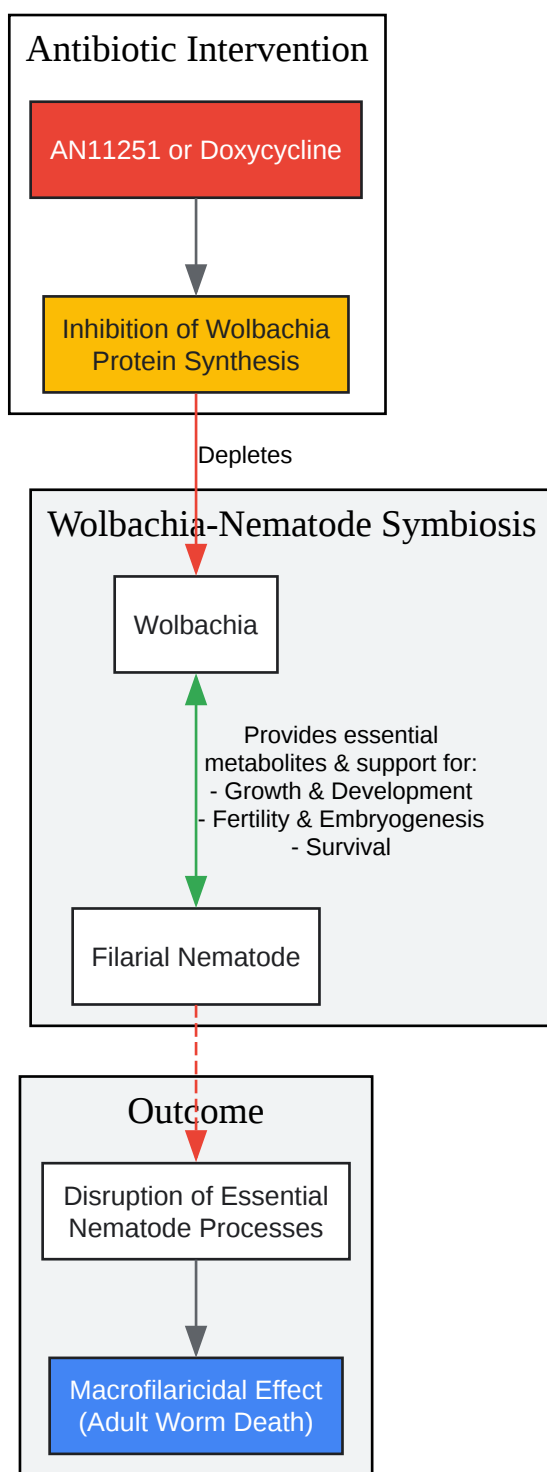 Antibiotic Intervention
AN11251 or Doxycycline
Inhibition of Wolbachia
Protein Synthesis
Depletes
Wolbachia-Nematode Symbiosis
Wolbachia
Provides essential
metabolites & support for:
- Growth & Development
- Fertility & Embryogenesis
- Survival
Filarial Nematode
Outcome
Disruption of Essential
Nematode Processes
Macrofilaricidal Effect
(Adult Worm Death)